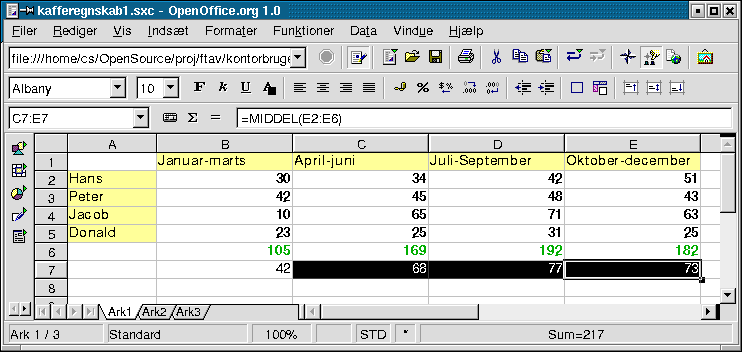 kafferegnskab1.sxc - OpenOffice.org 1.0
Filer Rediger Vis Indsæt Formater Funktioner Data Vindue Hjælp
file:///home/cs/OpenSource/proj/ftav/kontorbruge
Albany 10 F k U A % $% .000
C7:E7 Σ = =MIDDEL(E2:E6)
A B C D E
1 Januar-marts April-juni Juli-September Oktober-december
2 Hans 30 34 42 51
3 Peter 42 45 48 43
4 Jacob 10 65 71 63
5 Donald 23 25 31 25
6 105 169 192 182
7 42 68 77 73
8
Ark1 Ark2 Ark3
Ark 1 / 3 Standard 100% STD * Sum=217